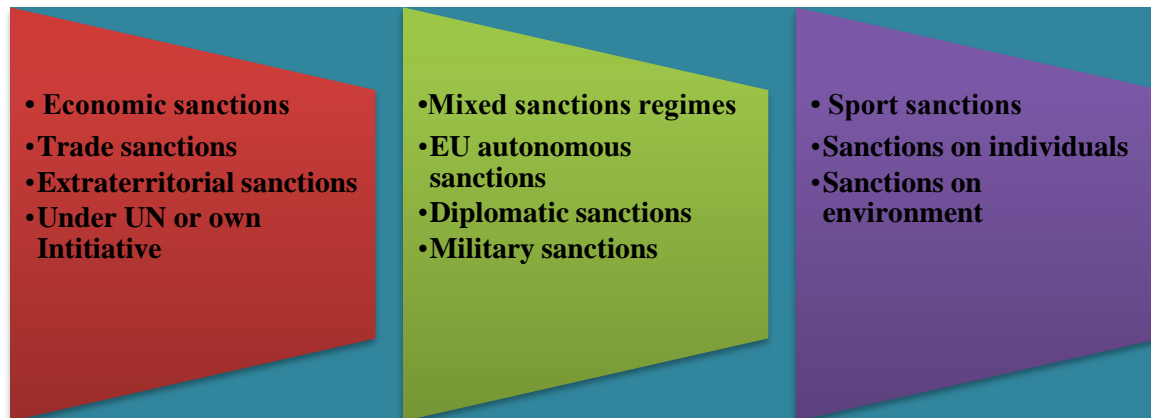 • Economic sanctions
•Trade sanctions
•Extraterritorial sanctions
•Under UN or own
Intitiative
•Mixed sanctions regimes
•EU autonomous
sanctions
•Diplomatic sanctions
•Military sanctions
• Sport sanctions
•Sanctions on individuals
•Sanctions on
environment